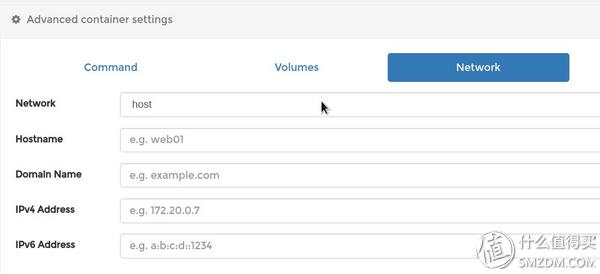 Advanced container settings
Command Volumes Network
Network host
Hostname e.g. web01
Domain Name e.g. example.com
IPv4 Address e.g. 172.20.0.7
IPv6 Address e.g. a:b:c:d::1234
值 什么值得买
SMZDM.COM